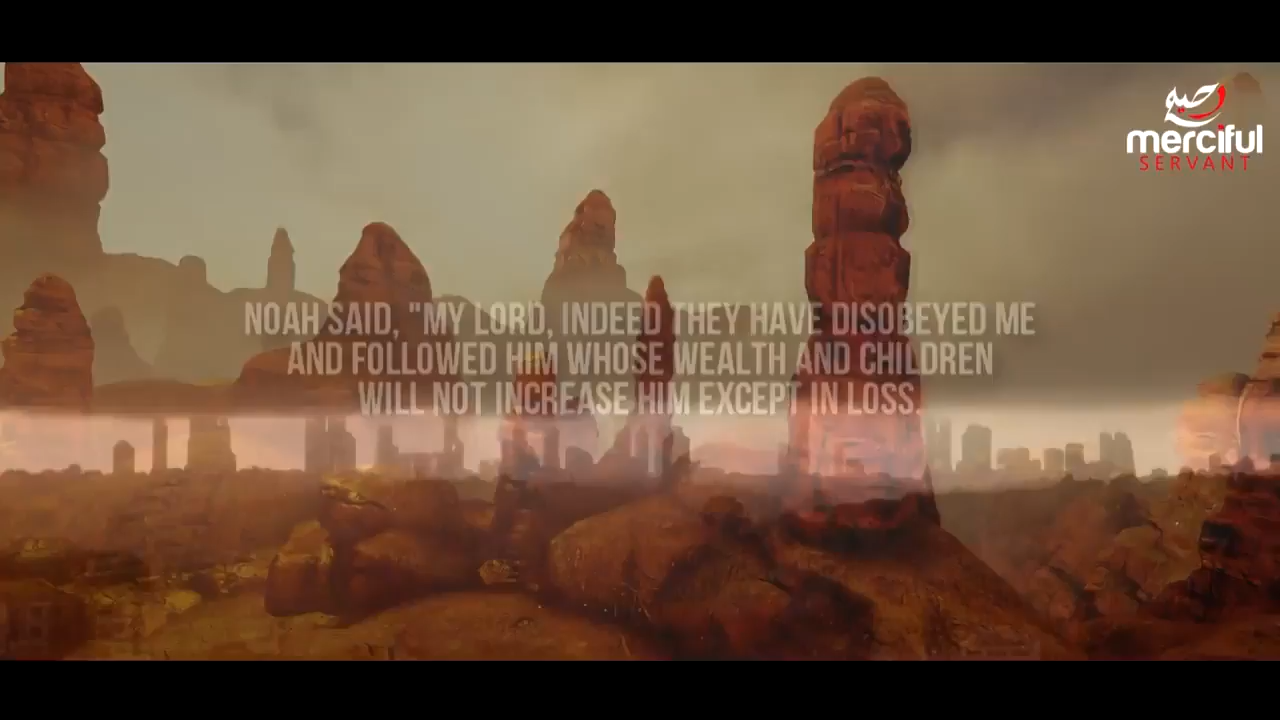 رحيم
merciful
SERVANT
NOAH SAID, "MY LORD, INDEED THEY HAVE DISOBEYED ME
AND FOLLOWED HIM WHOSE WEALTH AND CHILDREN
WILL NOT INCREASE HIM EXCEPT IN LOSS.